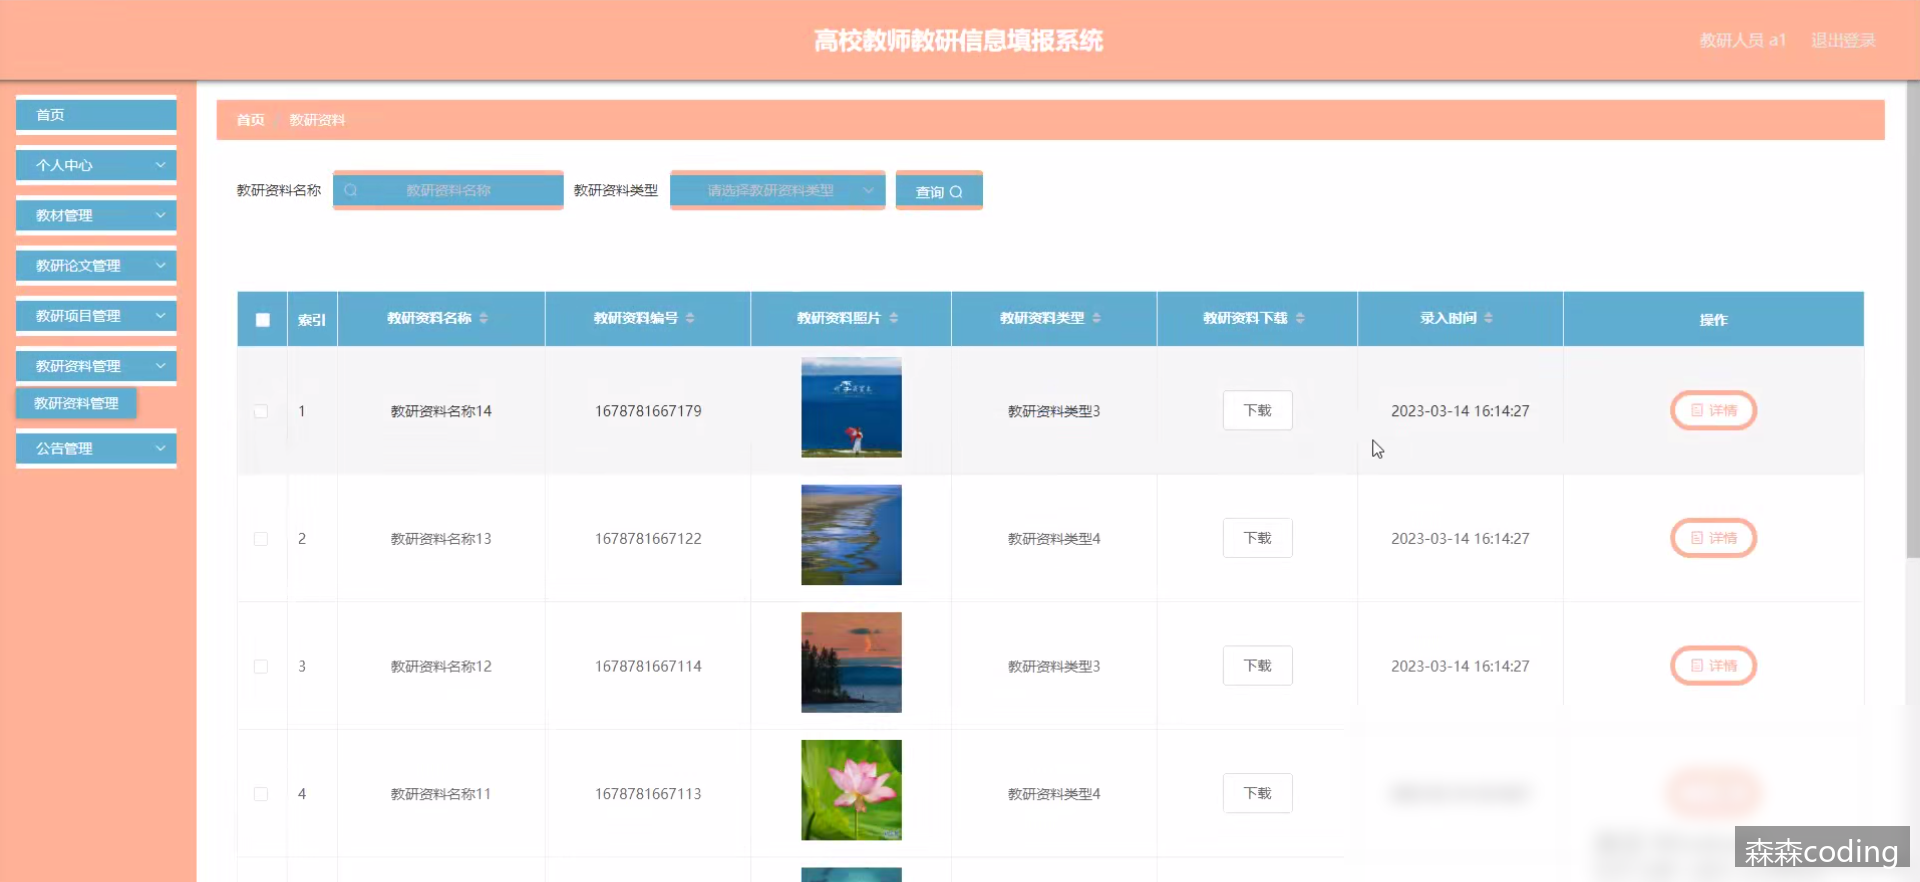 高校教师教研信息填报系统
教研人员 a1
退出登录
首页
个人中心
教材管理
教研论文管理
教研项目管理
教研资料管理
教研资料管理
公告管理
首页 教研资料
教研资料名称 教研资料名称 教研资料类型 请选择教研资料类型 查询
索引 教研资料名称 教研资料编号 教研资料照片 教研资料类型 教研资料下载 录入时间 操作
1 教研资料名称14 1678781667179 教研资料类型3 下载 2023-03-14 16:14:27 详情
2 教研资料名称13 1678781667122 教研资料类型4 下载 2023-03-14 16:14:27 详情
3 教研资料名称12 1678781667114 教研资料类型3 下载 2023-03-14 16:14:27 详情
4 教研资料名称11 1678781667113 教研资料类型4 下载
森森coding